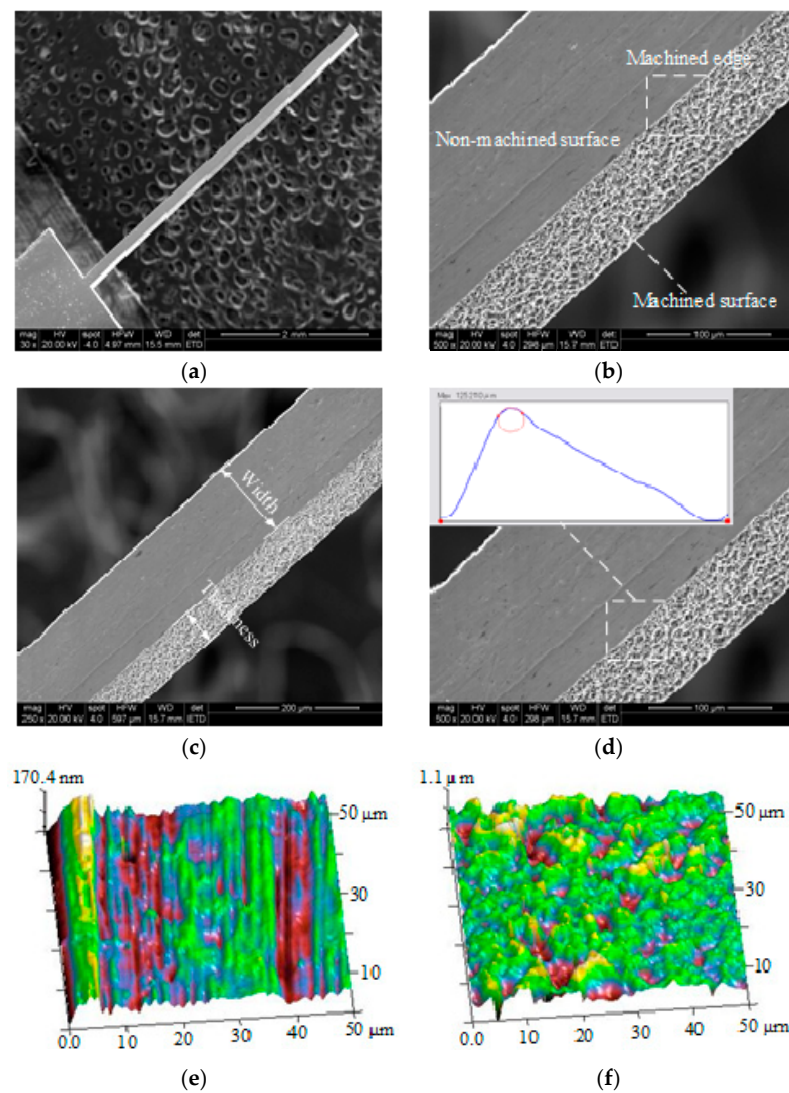 mag HV spot HFW WD det
30 x 20.00 kV 4.0 4.97 mm 15.5 mm ETD
2 mm
(a)
Machined edge
Non-machined surface
Machined surface
mag HV spot HFW WD det
500 x 20.00 kV 4.0 298 µm 15.7 mm ETD
100 µm
(b)
Width
mag HV spot HFW WD det
250 x 20.00 kV 4.0 597 µm 15.7 mm ETD
200 µm
(c)
Max
mag HV spot HFW WD det
500 x 20.00 kV 4.0 298 µm 15.7 mm ETD
100 µm
(d)
170.4 nm
50 µm
30
10
0.0 10 20 30 40 50 µm
(e)
1.1 µm
50 µm
30
10
0.0 10 20 30 40 50 µm
(f)